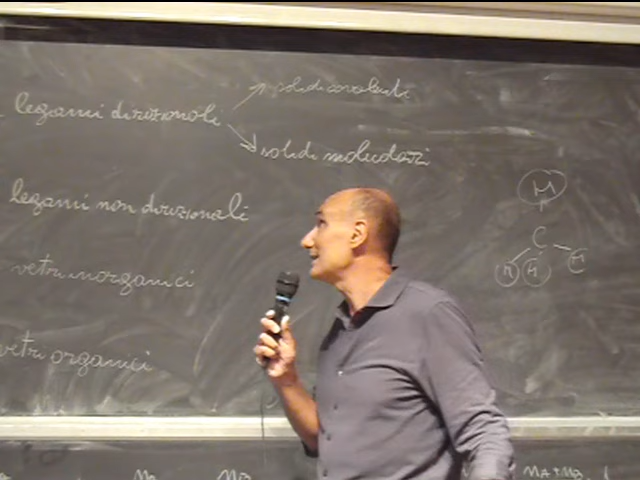 legami direzionali
solidi covalenti
solidi molecolari
legami non direzionali
vetri inorganici
vetri organici
H
C
H H H